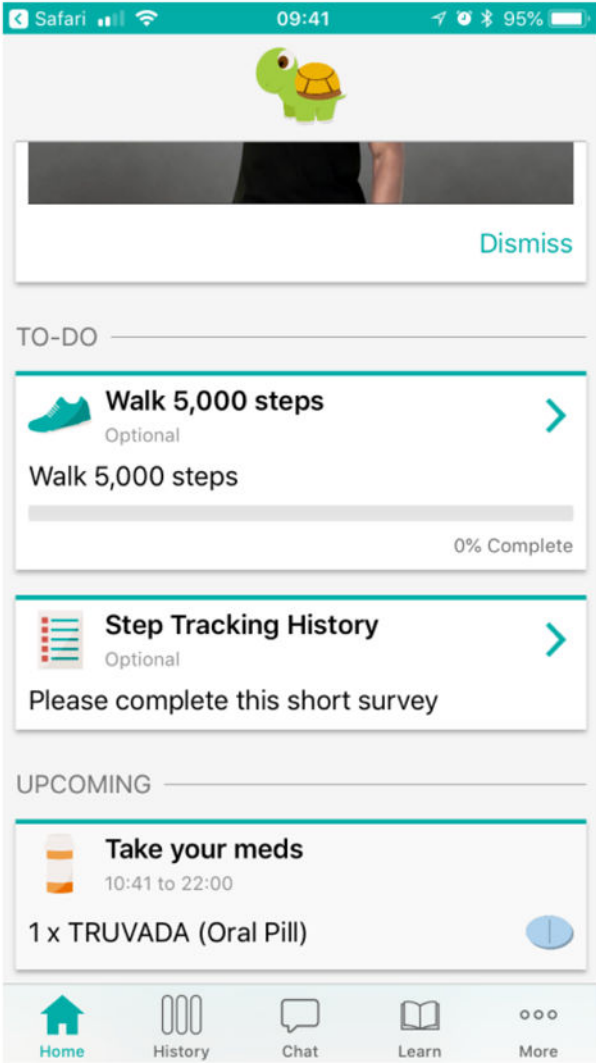 Safari 09:41 95%
Dismiss
TO-DO
Walk 5,000 steps
Optional
Walk 5,000 steps
0% Complete
Step Tracking History
Optional
Please complete this short survey
UPCOMING
Take your meds
10:41 to 22:00
1 x TRUVADA (Oral Pill)
Home History Chat Learn More